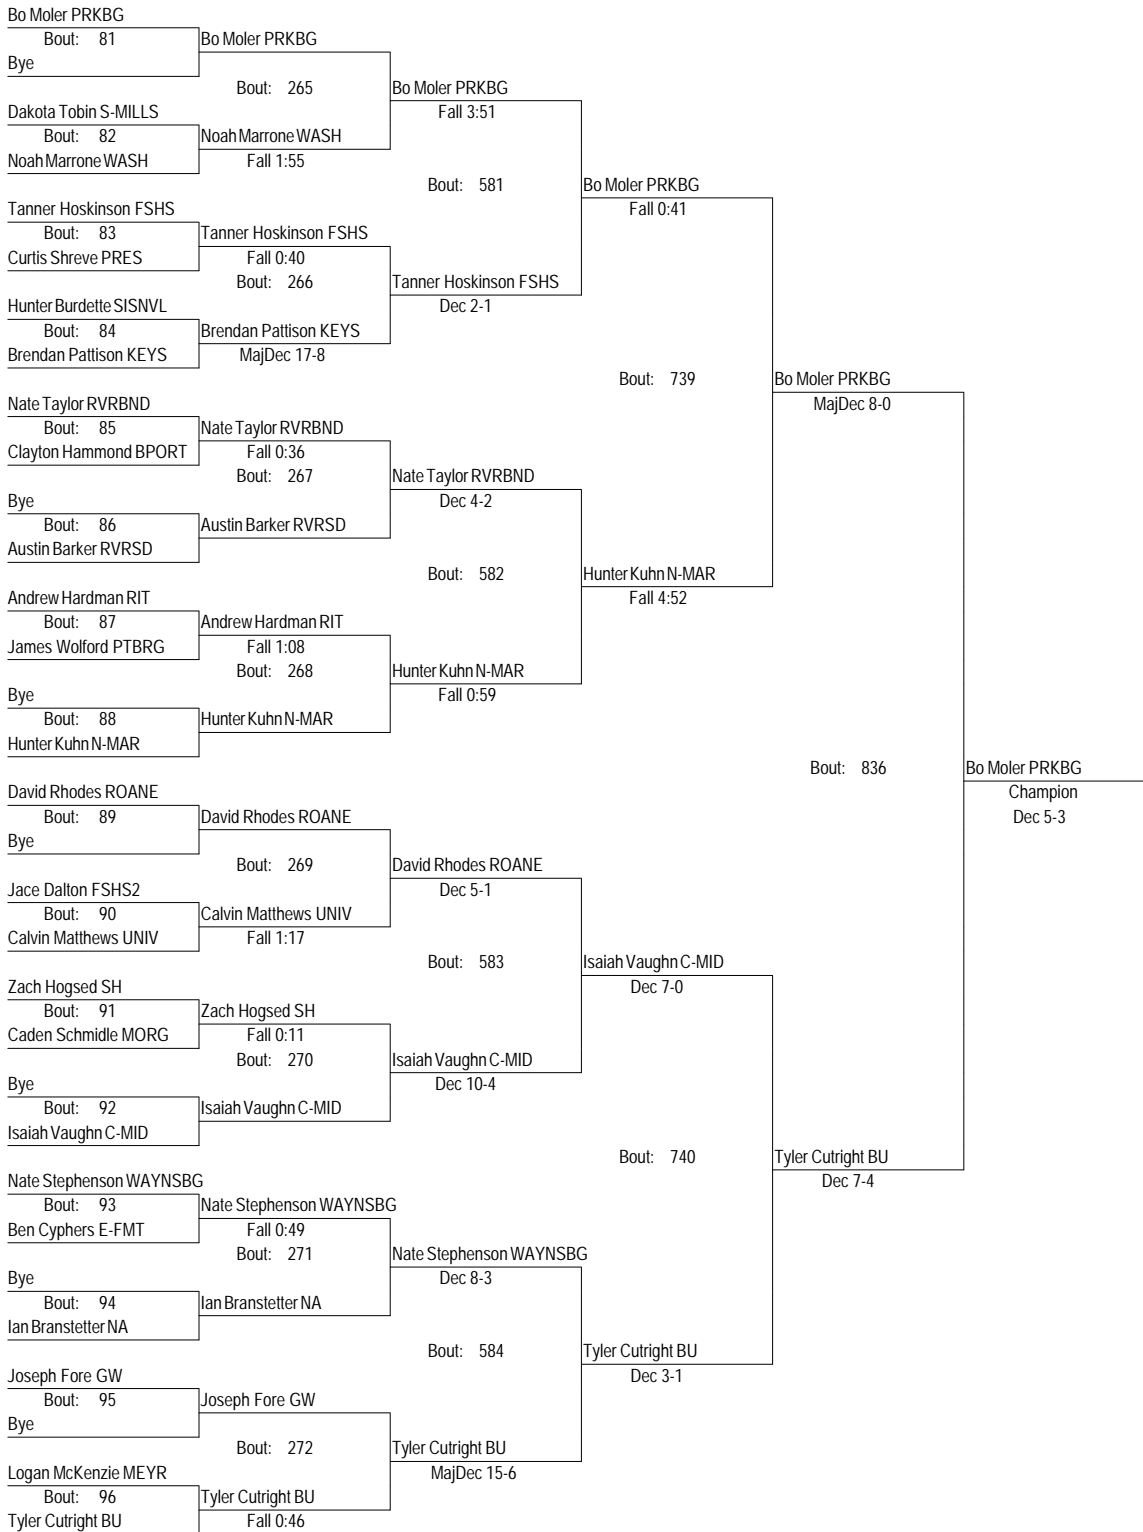 Bo Moler PRKBG
Bout: 81
Bye
Bo Moler PRKBG
Bout: 265
Dakota Tobin S-MILLS
Bout: 82
Noah Marrone WASH
Noah Marrone WASH
Fall 1:55
Bo Moler PRKBG
Fall 3:51
Bout: 581
Tanner Hoskinson FSHS
Bout: 83
Curtis Shreve PRES
Tanner Hoskinson FSHS
Fall 0:40
Bout: 266
Hunter Burdette SISNVL
Bout: 84
Brendan Pattison KEYS
Brendan Pattison KEYS
MajDec 17-8
Tanner Hoskinson FSHS
Dec 2-1
Bo Moler PRKBG
Fall 0:41
Bout: 739
Nate Taylor RVRBND
Bout: 85
Clayton Hammond BPORT
Nate Taylor RVRBND
Fall 0:36
Bout: 267
Bye
Bout: 86
Austin Barker RVRSD
Austin Barker RVRSD
Nate Taylor RVRBND
Dec 4-2
Bout: 582
Andrew Hardman RIT
Bout: 87
James Wolford PTBRG
Andrew Hardman RIT
Fall 1:08
Bout: 268
Bye
Bout: 88
Hunter Kuhn N-MAR
Hunter Kuhn N-MAR
Hunter Kuhn N-MAR
Fall 0:59
Hunter Kuhn N-MAR
Fall 4:52
Bo Moler PRKBG
MajDec 8-0
Bout: 836
Bo Moler PRKBG
Champion
Dec 5-3
David Rhodes ROANE
Bout: 89
Bye
David Rhodes ROANE
Bout: 269
Jace Dalton FSHS2
Bout: 90
Calvin Matthews UNIV
Calvin Matthews UNIV
Fall 1:17
David Rhodes ROANE
Dec 5-1
Bout: 583
Zach Hogsed SH
Bout: 91
Caden Schmidle MORG
Zach Hogsed SH
Fall 0:11
Bout: 270
Bye
Bout: 92
Isaiah Vaughn C-MID
Isaiah Vaughn C-MID
Isaiah Vaughn C-MID
Dec 10-4
Isaiah Vaughn C-MID
Dec 7-0
Bout: 740
Nate Stephenson WAYNSBG
Bout: 93
Ben Cyphers E-FMT
Nate Stephenson WAYNSBG
Fall 0:49
Bout: 271
Bye
Bout: 94
Ian Branstetter NA
Ian Branstetter NA
Nate Stephenson WAYNSBG
Dec 8-3
Bout: 584
Joseph Fore GW
Bout: 95
Bye
Joseph Fore GW
Bout: 272
Logan McKenzie MEYR
Bout: 96
Tyler Cutright BU
Tyler Cutright BU
Fall 0:46
Tyler Cutright BU
MajDec 15-6
Tyler Cutright BU
Dec 3-1
Tyler Cutright BU
Dec 7-4